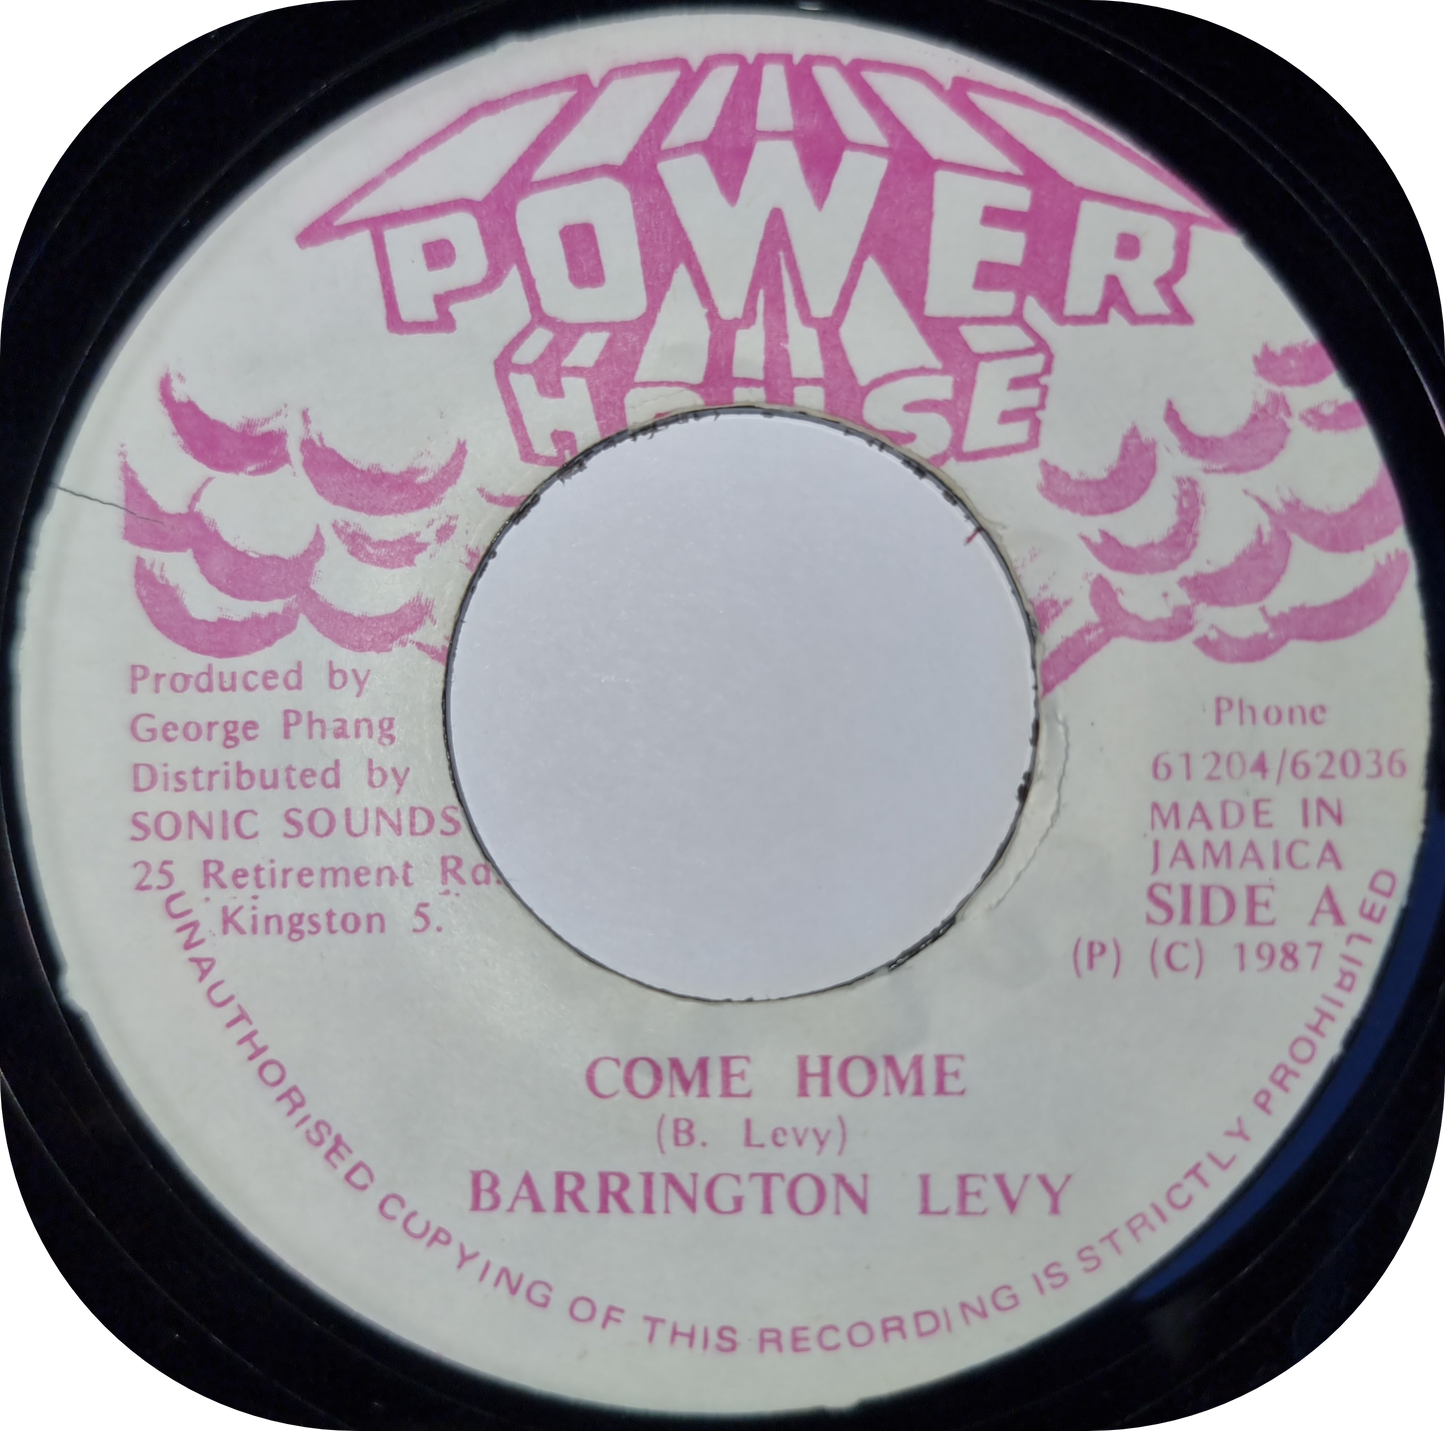 POWER
HOUSE
Produced by
George Phang
Distributed by
SONIC SOUNDS
25 Retirement Rd.
Kingston 5.
Phone
61204/62036
MADE IN
JAMAICA
SIDE A
(P) (C) 1987
COME HOME
(B. Levy)
BARRINGTON LEVY
UNAUTHORISED COPYING OF THIS RECORDING IS STRICTLY PROHIBITED